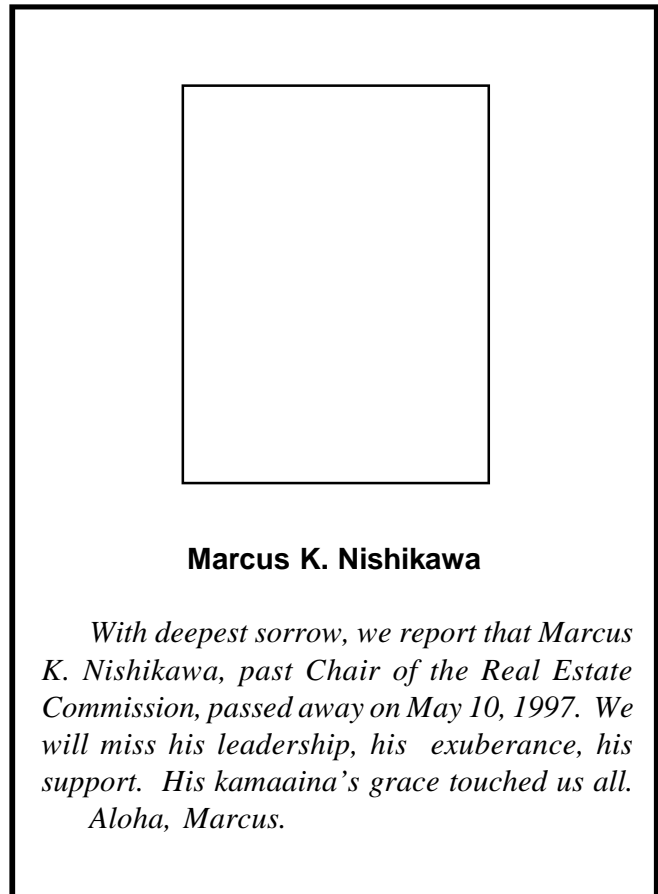 Marcus K. Nishikawa
With deepest sorrow, we report that Marcus
K. Nishikawa, past Chair of the Real Estate
Commission, passed away on May 10, 1997. We
will miss his leadership, his exuberance, his
support. His kamaaina’s grace touched us all.
Aloha, Marcus.